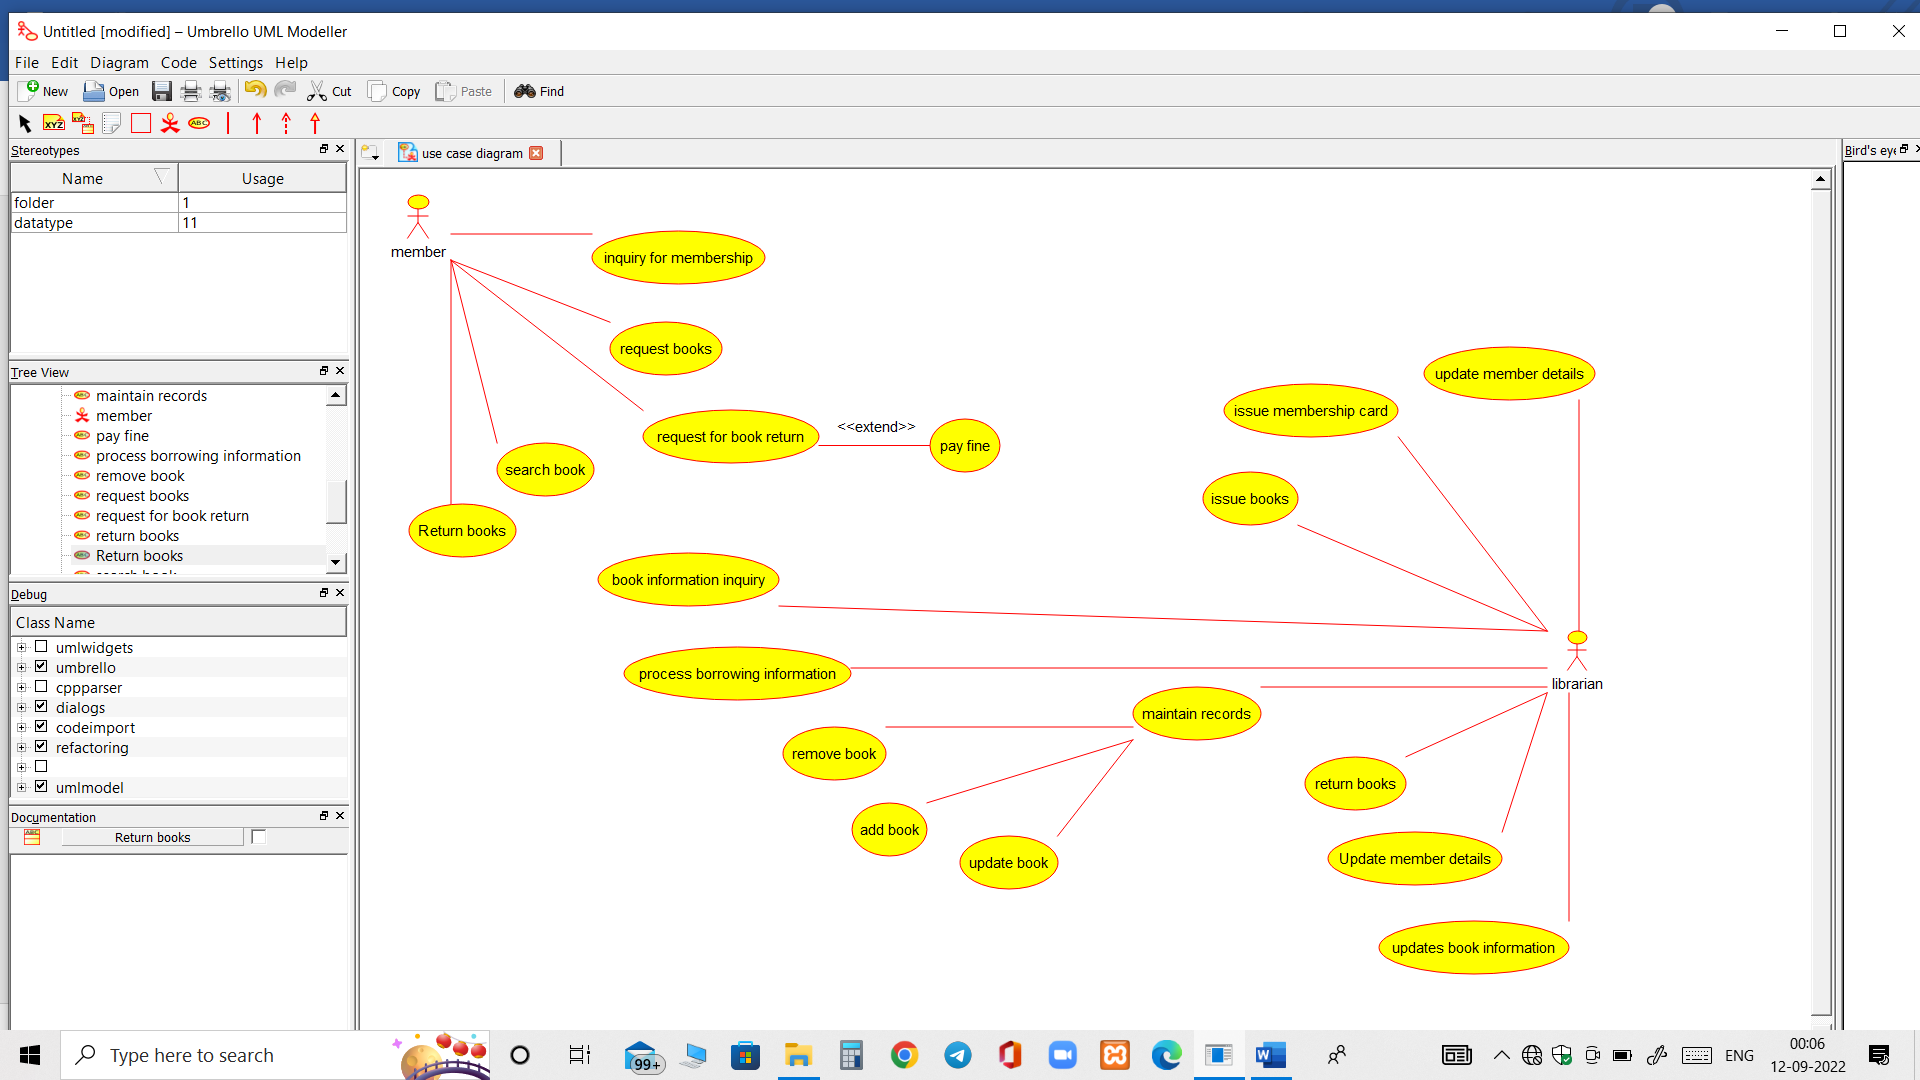 Untitled [modified] – Umbrello UML Modeller
File Edit Diagram Code Settings Help
New Open Cut Copy Paste Find
XYZ XYZ ABC
Stereotypes
Name Usage
folder 1
datatype 11
Tree View
maintain records
member
pay fine
process borrowing information
remove book
request books
request for book return
return books
Return books
Debug
Class Name
umlwidgets
umbrello
cppparser
dialogs
codeimport
refactoring
umlmodel
Documentation
Return books
use case diagram
Bird's eye
member
inquiry for membership
request books
request for book return
<<extend>>
pay fine
search book
Return books
update member details
issue membership card
issue books
book information inquiry
process borrowing information
librarian
maintain records
remove book
add book
update book
return books
Update member details
updates book information
Type here to search
99+
ENG
00:06
12-09-2022